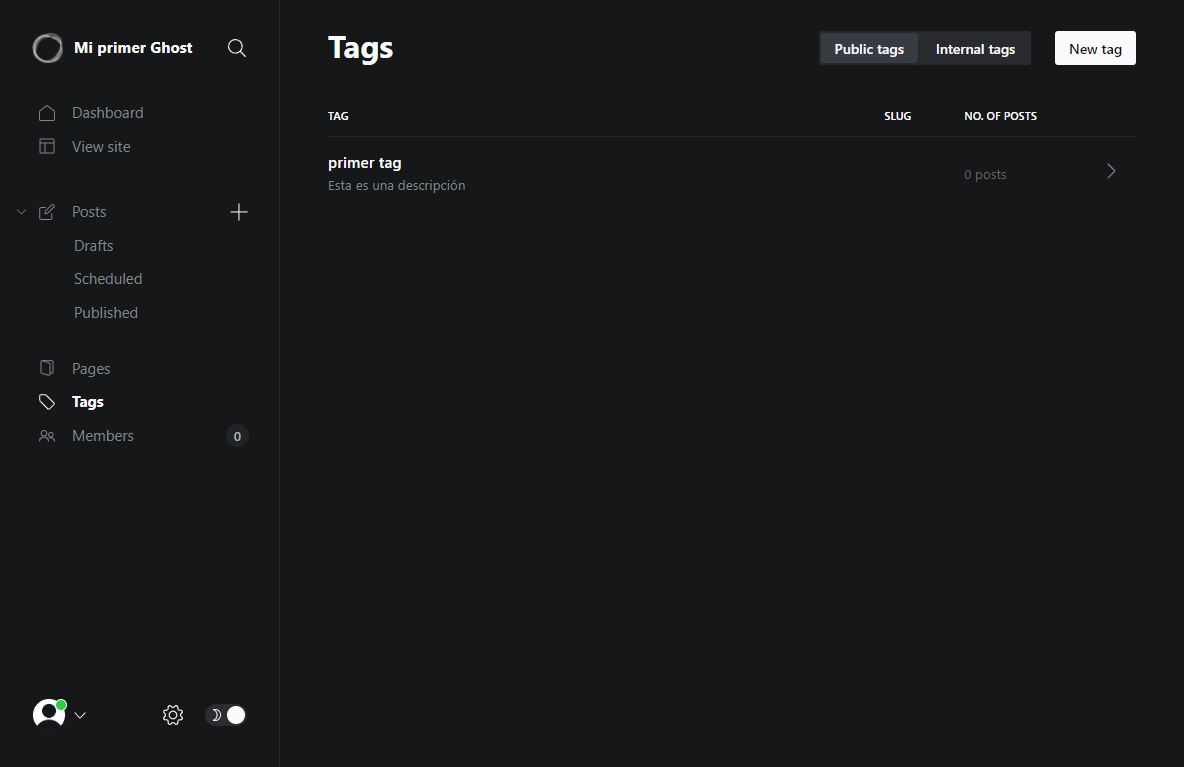 Mi primer Ghost
Dashboard
View site
Posts
Drafts
Scheduled
Published
Pages
Tags
Members 0
Tags
Public tags Internal tags New tag
TAG SLUG NO. OF POSTS
primer tag
Esta es una descripción
0 posts